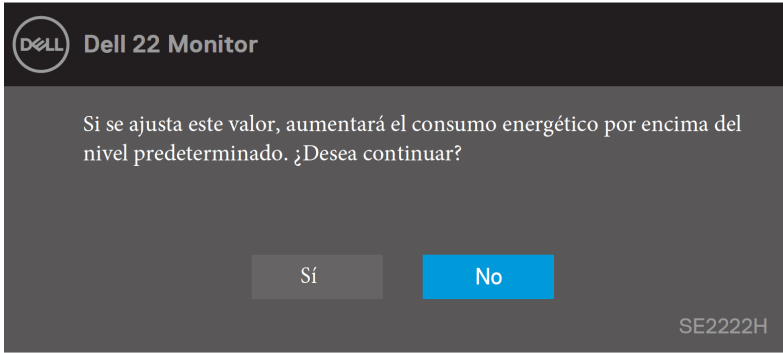 DELL Dell 22 Monitor
Si se ajusta este valor, aumentará el consumo energético por encima del
nivel predeterminado. ¿Desea continuar?
Sí No
SE2222H